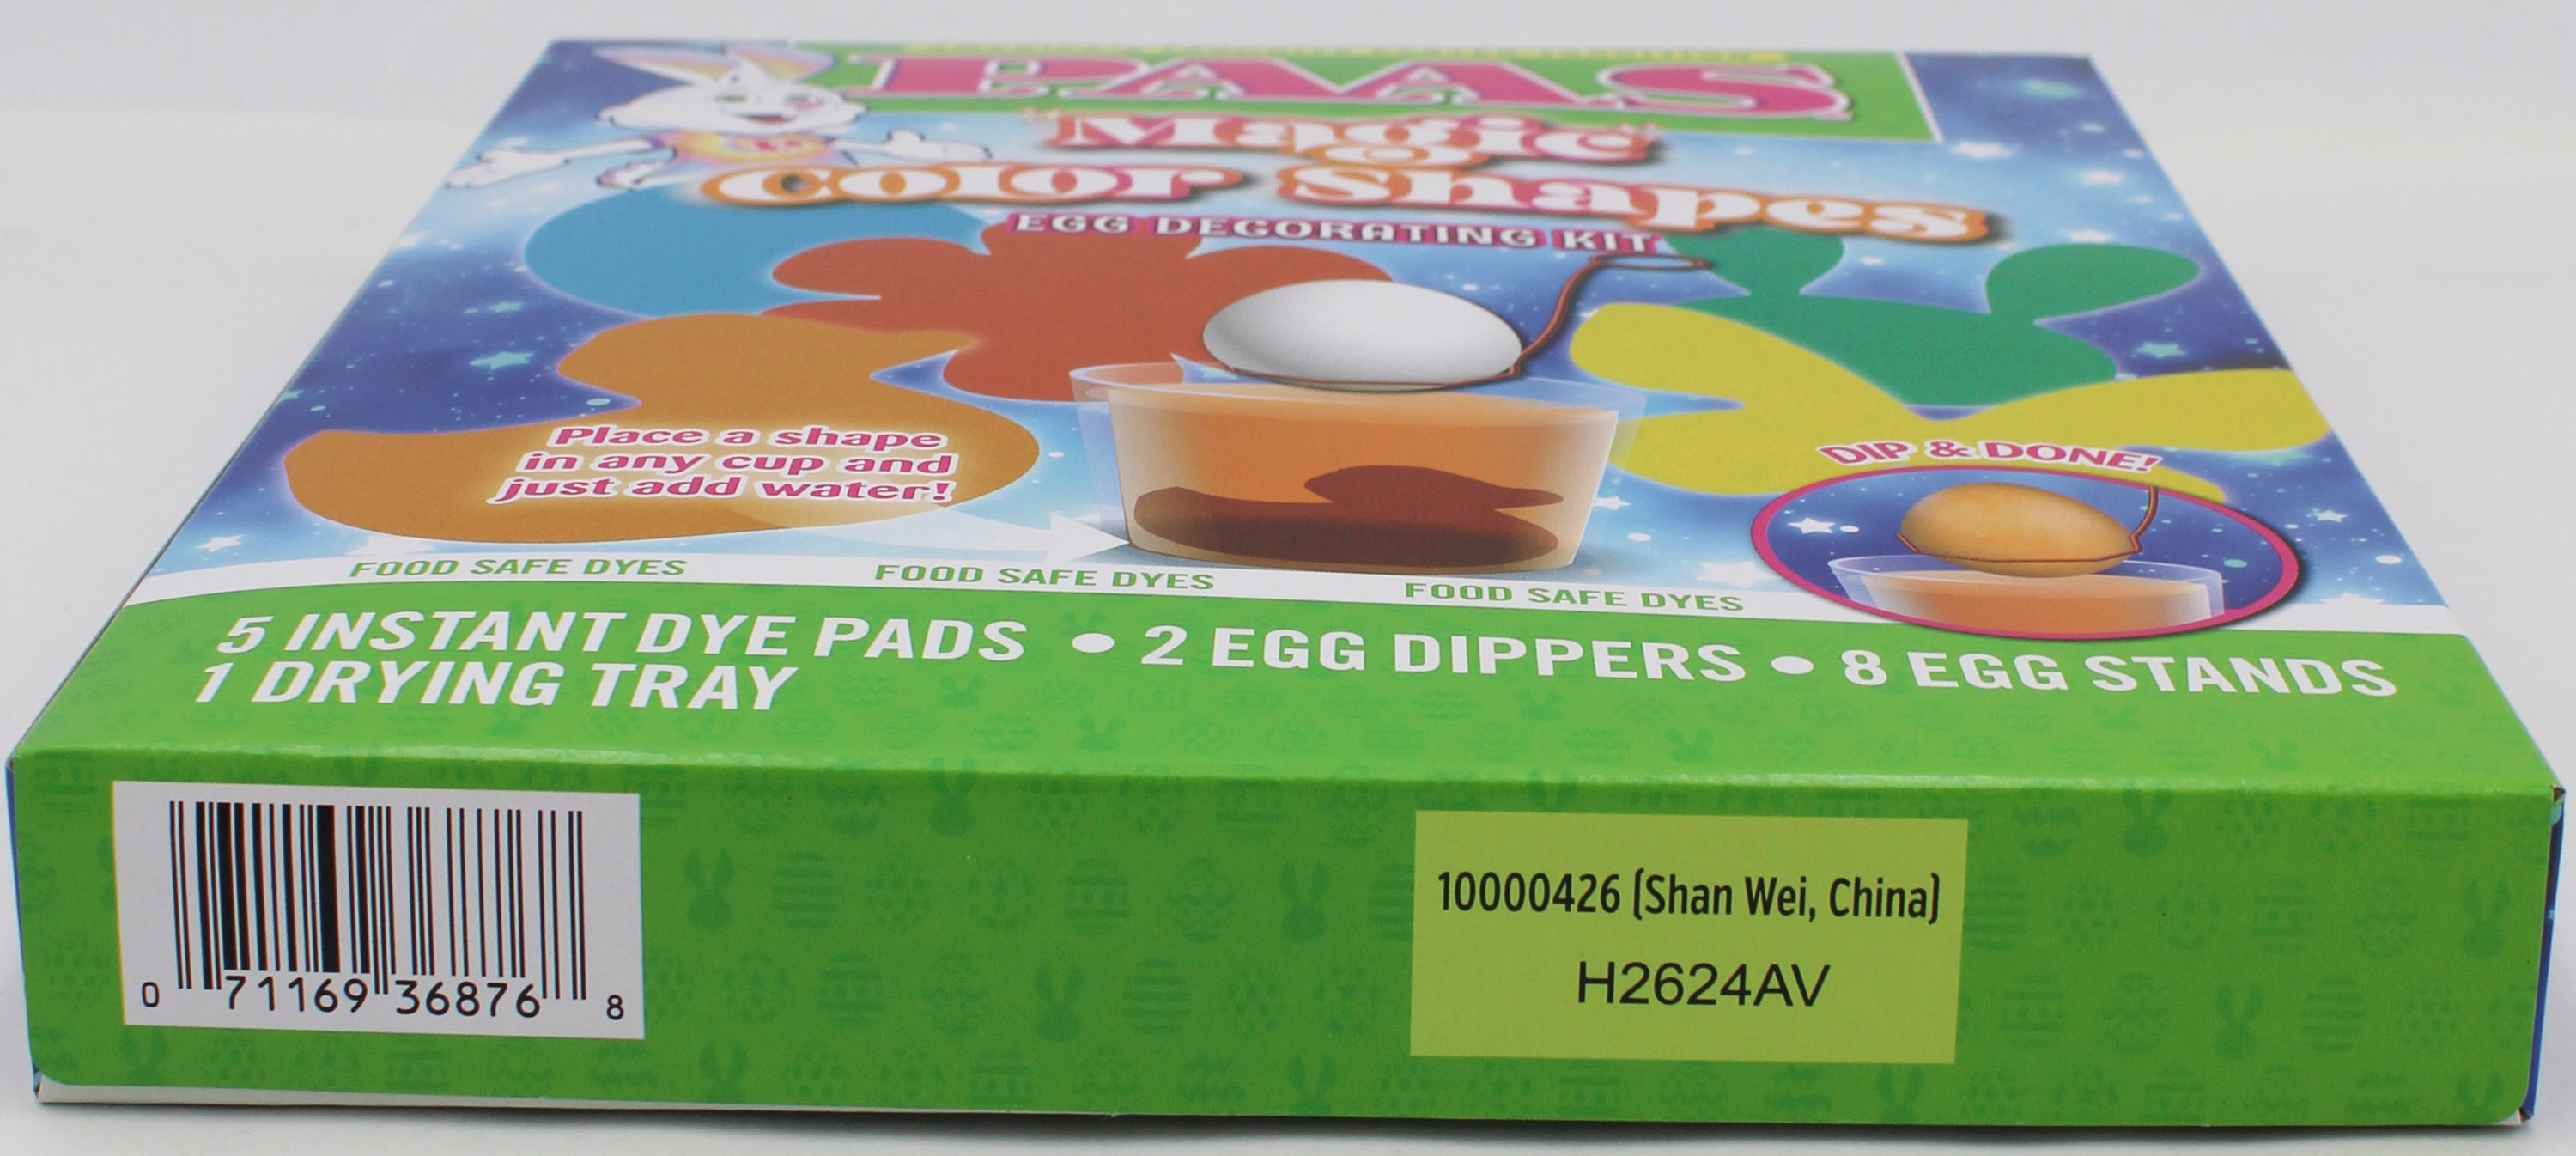 PAAS
"Magic"
Color Shapes
EGG DECORATING KIT
Place a shape
in any cup and
just add water!
DIP & DONE!
FOOD SAFE DYES FOOD SAFE DYES FOOD SAFE DYES
5 INSTANT DYE PADS • 2 EGG DIPPERS • 8 EGG STANDS
1 DRYING TRAY
0 71169 36876 8
10000426 (Shan Wei, China)
H2624AV